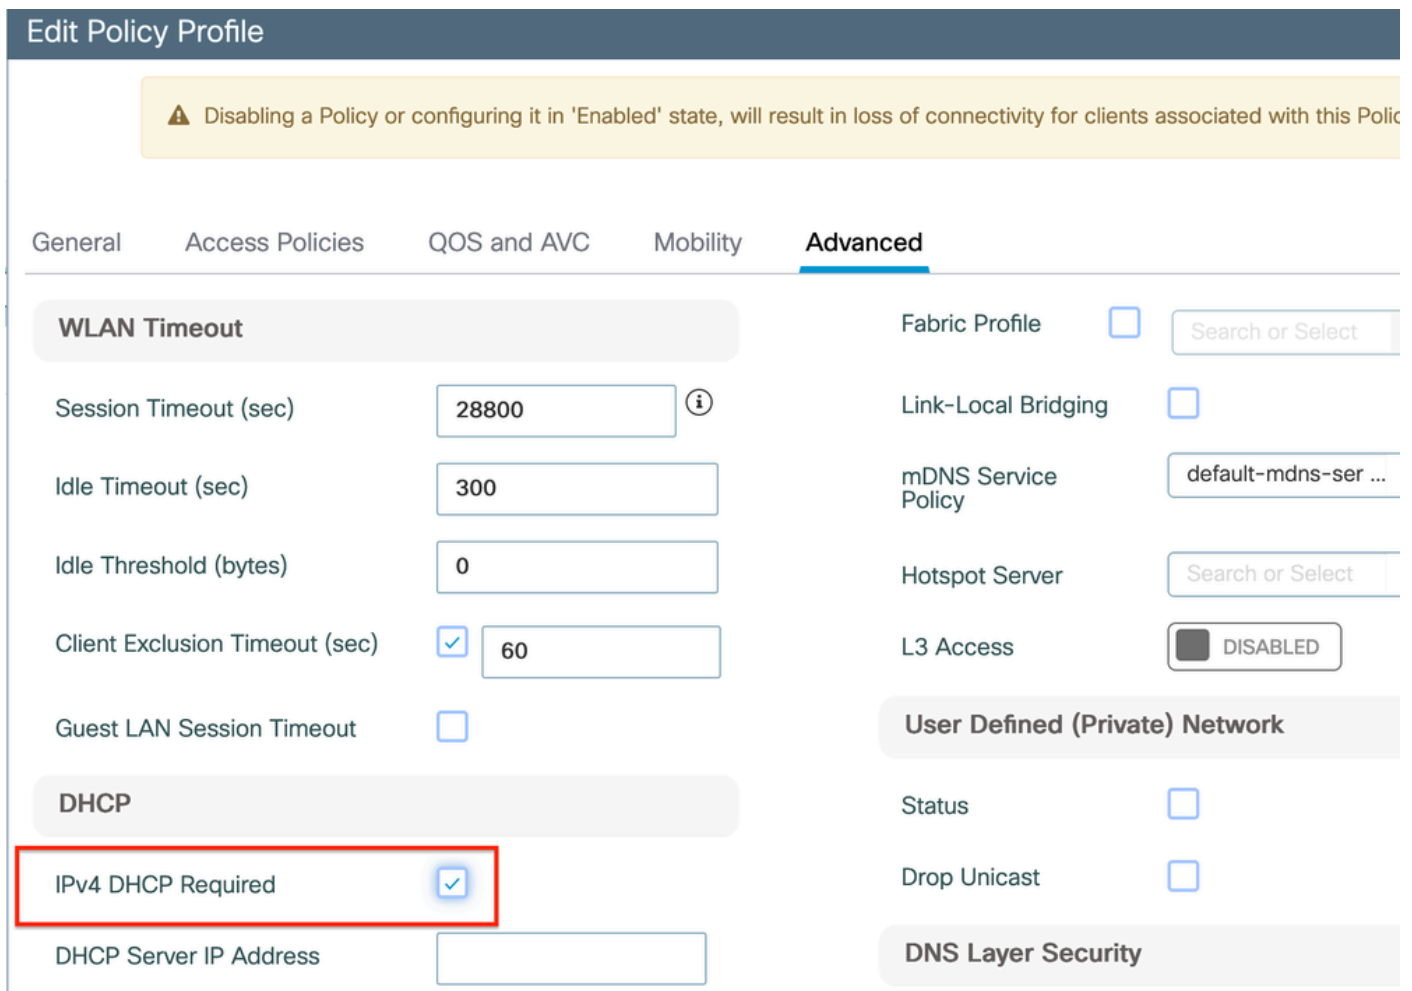 Edit Policy Profile
Disabling a Policy or configuring it in 'Enabled' state, will result in loss of connectivity for clients associated with this Polic
General
Access Policies
QOS and AVC
Mobility
Advanced
WLAN Timeout
Session Timeout (sec)
28800
Idle Timeout (sec)
300
Idle Threshold (bytes)
0
Client Exclusion Timeout (sec)
60
Guest LAN Session Timeout
DHCP
IPv4 DHCP Required
DHCP Server IP Address
Fabric Profile
Search or Select
Link-Local Bridging
mDNS Service
Policy
default-mdns-ser ...
Hotspot Server
Search or Select
L3 Access
DISABLED
User Defined (Private) Network
Status
Drop Unicast
DNS Layer Security